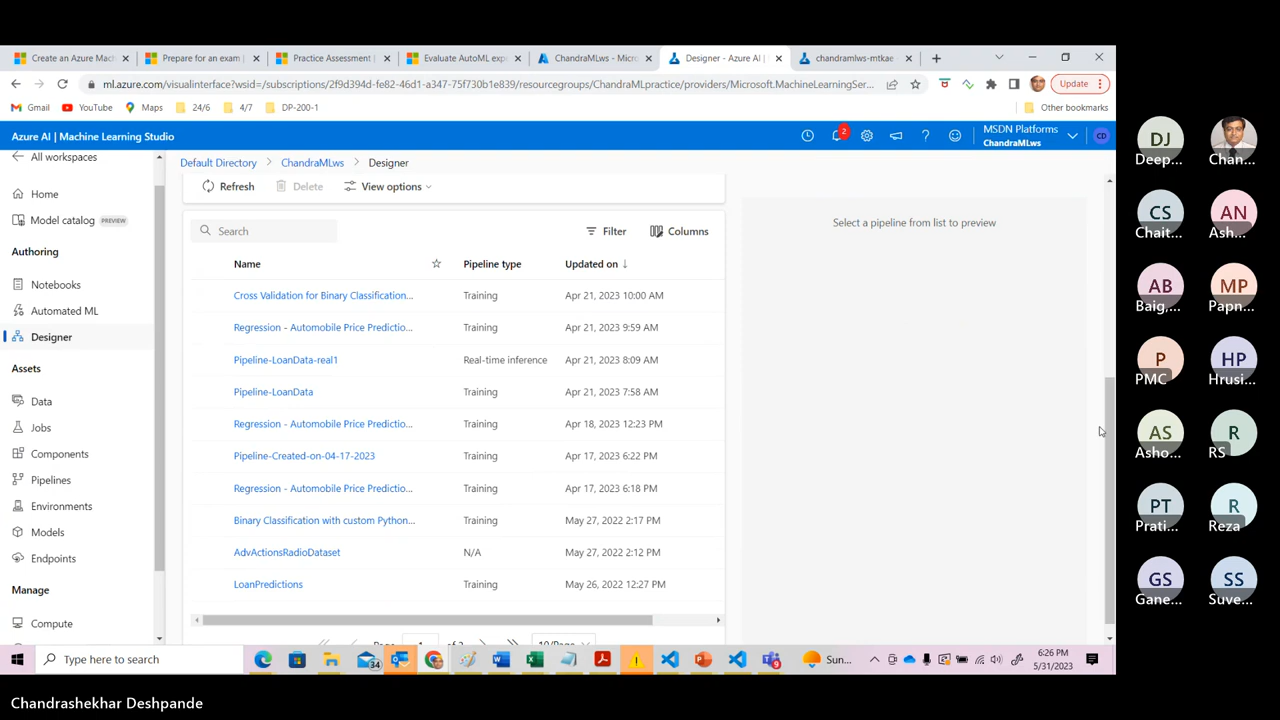 Create an Azure Mach
Prepare for an exam |
Practice Assessment |
Evaluate AutoML exp
ChandraMLws - Micro
Designer - Azure AI |
chandramlws-mtkae
ml.azure.com/visualinterface?wsid=/subscriptions/2f9d394d-fe82-46d1-a347-75f730b1e839/resourcegroups/ChandraMLpractice/providers/Microsoft.MachineLearningSer...
Update
Gmail
YouTube
Maps
24/6
4/7
DP-200-1
Other bookmarks
Azure AI | Machine Learning Studio
2
MSDN Platforms
ChandraMLws
CD
All workspaces
Default Directory > ChandraMLws > Designer
Home
Model catalog PREVIEW
Authoring
Notebooks
Automated ML
Designer
Assets
Data
Jobs
Components
Pipelines
Environments
Models
Endpoints
Manage
Compute
Refresh
Delete
View options
Search
Filter
Columns
Name Pipeline type Updated on ↓
Cross Validation for Binary Classification... Training Apr 21, 2023 10:00 AM
Regression - Automobile Price Predictio... Training Apr 21, 2023 9:59 AM
Pipeline-LoanData-real1 Real-time inference Apr 21, 2023 8:09 AM
Pipeline-LoanData Training Apr 21, 2023 7:58 AM
Regression - Automobile Price Predictio... Training Apr 18, 2023 12:23 PM
Pipeline-Created-on-04-17-2023 Training Apr 17, 2023 6:22 PM
Regression - Automobile Price Predictio... Training Apr 17, 2023 6:18 PM
Binary Classification with custom Python... Training May 27, 2022 2:17 PM
AdvActionsRadioDataset N/A May 27, 2022 2:12 PM
LoanPredictions Training May 26, 2022 12:27 PM
Page 1 of 10/Page
Select a pipeline from list to preview
Type here to search
34
9
Sun...
6:26 PM
5/31/2023
DJ
Deep...
Chan...
CS
Chait...
AN
Ash...
AB
Baig,...
MP
Papn...
P
PMC
HP
Hrusi...
AS
Asho...
R
RS
PT
Prati...
R
Reza
GS
Gane...
SS
Suve...
Chandrashekhar Deshpande